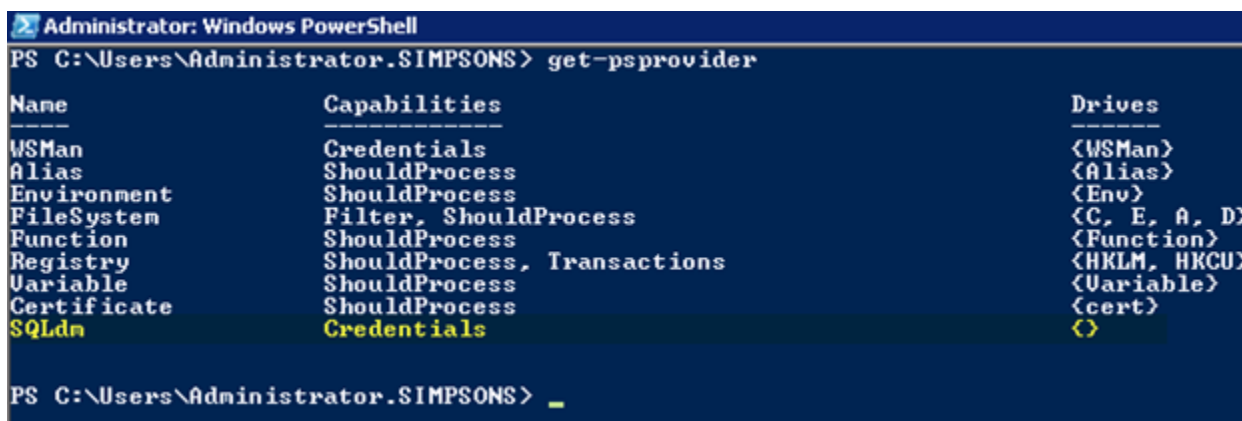 Administrator: Windows PowerShell
PS C:\Users\Administrator.SIMPSONS> get-psprovider
Name Capabilities Drives
---- ------------ ------
WSMan Credentials {WSMan}
Alias ShouldProcess {Alias}
Environment ShouldProcess {Env}
FileSystem Filter, ShouldProcess {C, E, A, D}
Function ShouldProcess {Function}
Registry ShouldProcess, Transactions {HKLM, HKCU}
Variable ShouldProcess {Variable}
Certificate ShouldProcess {cert}
SQLdm Credentials {}
PS C:\Users\Administrator.SIMPSONS> _